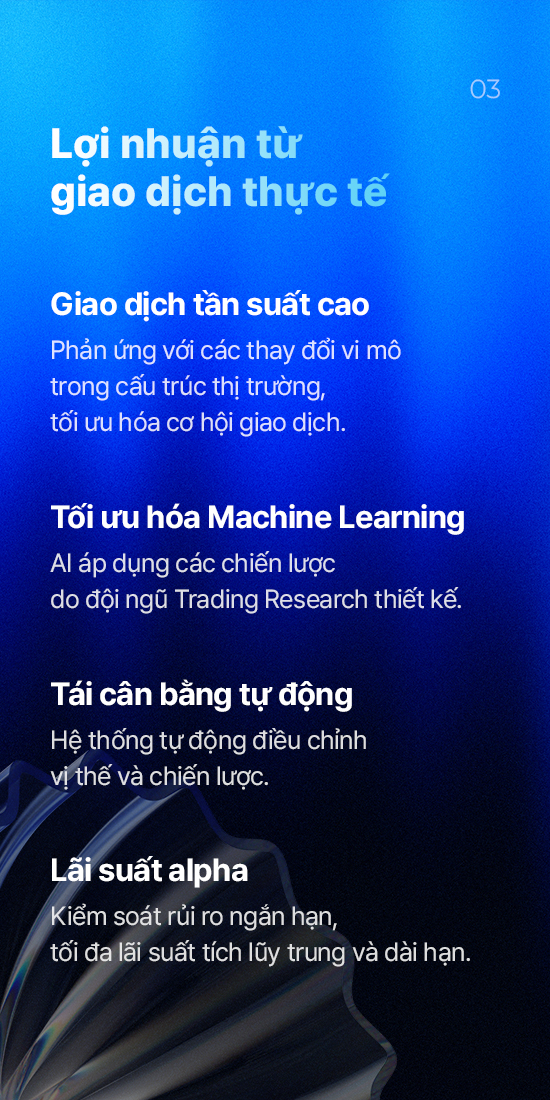 03
Lợi nhuận từ
giao dịch thực tế
Giao dịch tần suất cao
Phản ứng với các thay đổi vi mô
trong cấu trúc thị trường,
tối ưu hóa cơ hội giao dịch.
Tối ưu hóa Machine Learning
AI áp dụng các chiến lược
do đội ngũ Trading Research thiết kế.
Tái cân bằng tự động
Hệ thống tự động điều chỉnh
vị thế và chiến lược.
Lãi suất alpha
Kiểm soát rủi ro ngắn hạn,
tối đa lãi suất tích lũy trung và dài hạn.